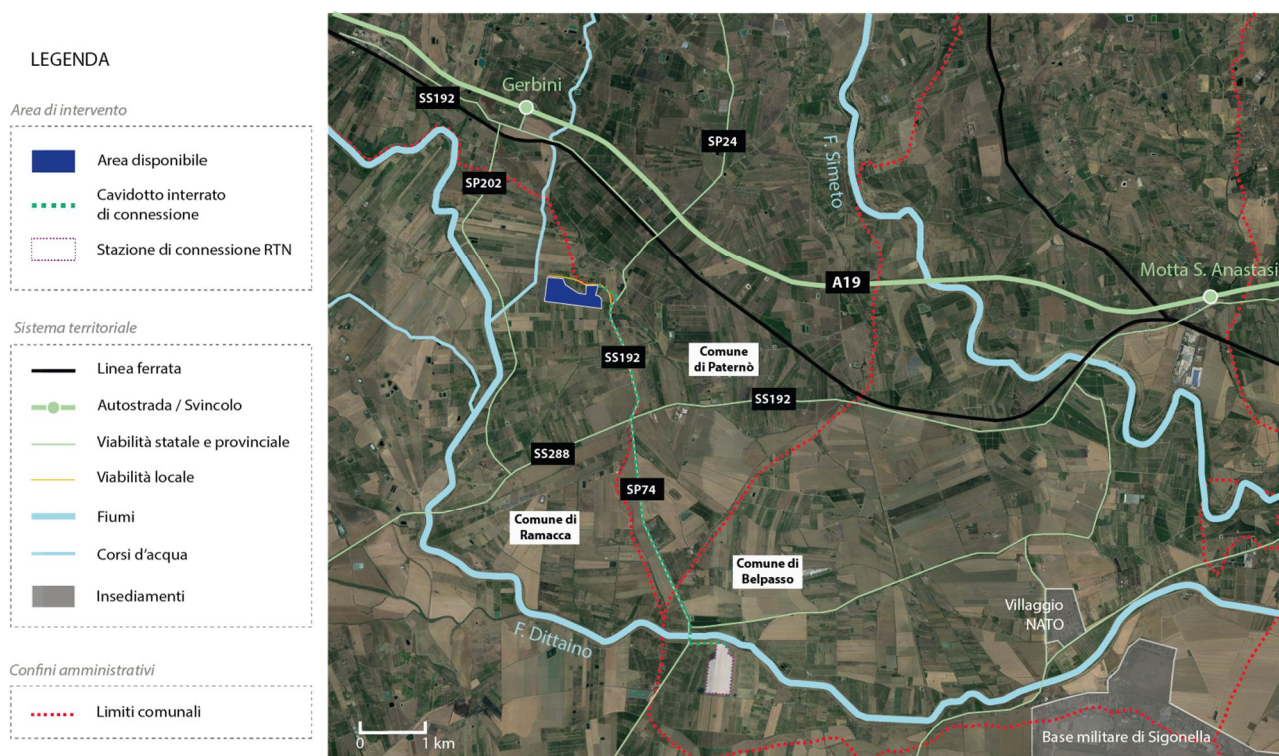 LEGENDA
Area di intervento
Area disponibile
Cavidotto interrato
di connessione
Stazione di connessione RTN
Sistema territoriale
Linea ferrata
Autostrada / Svincolo
Viabilità statale e provinciale
Viabilità locale
Fiumi
Corsi d'acqua
Insediamenti
Confini amministrativi
Limiti comunali
Gerbini
SS192
SP24
F. Simeto
SP202
Motta S. Anastasi
A19
SS192
Comune
di Paternò
SS192
SS288
SP74
Comune di
Ramacca
Comune di
Belpasso
Villaggio
NATO
F. Dittaino
Base militare di Sigonella
0 1 km